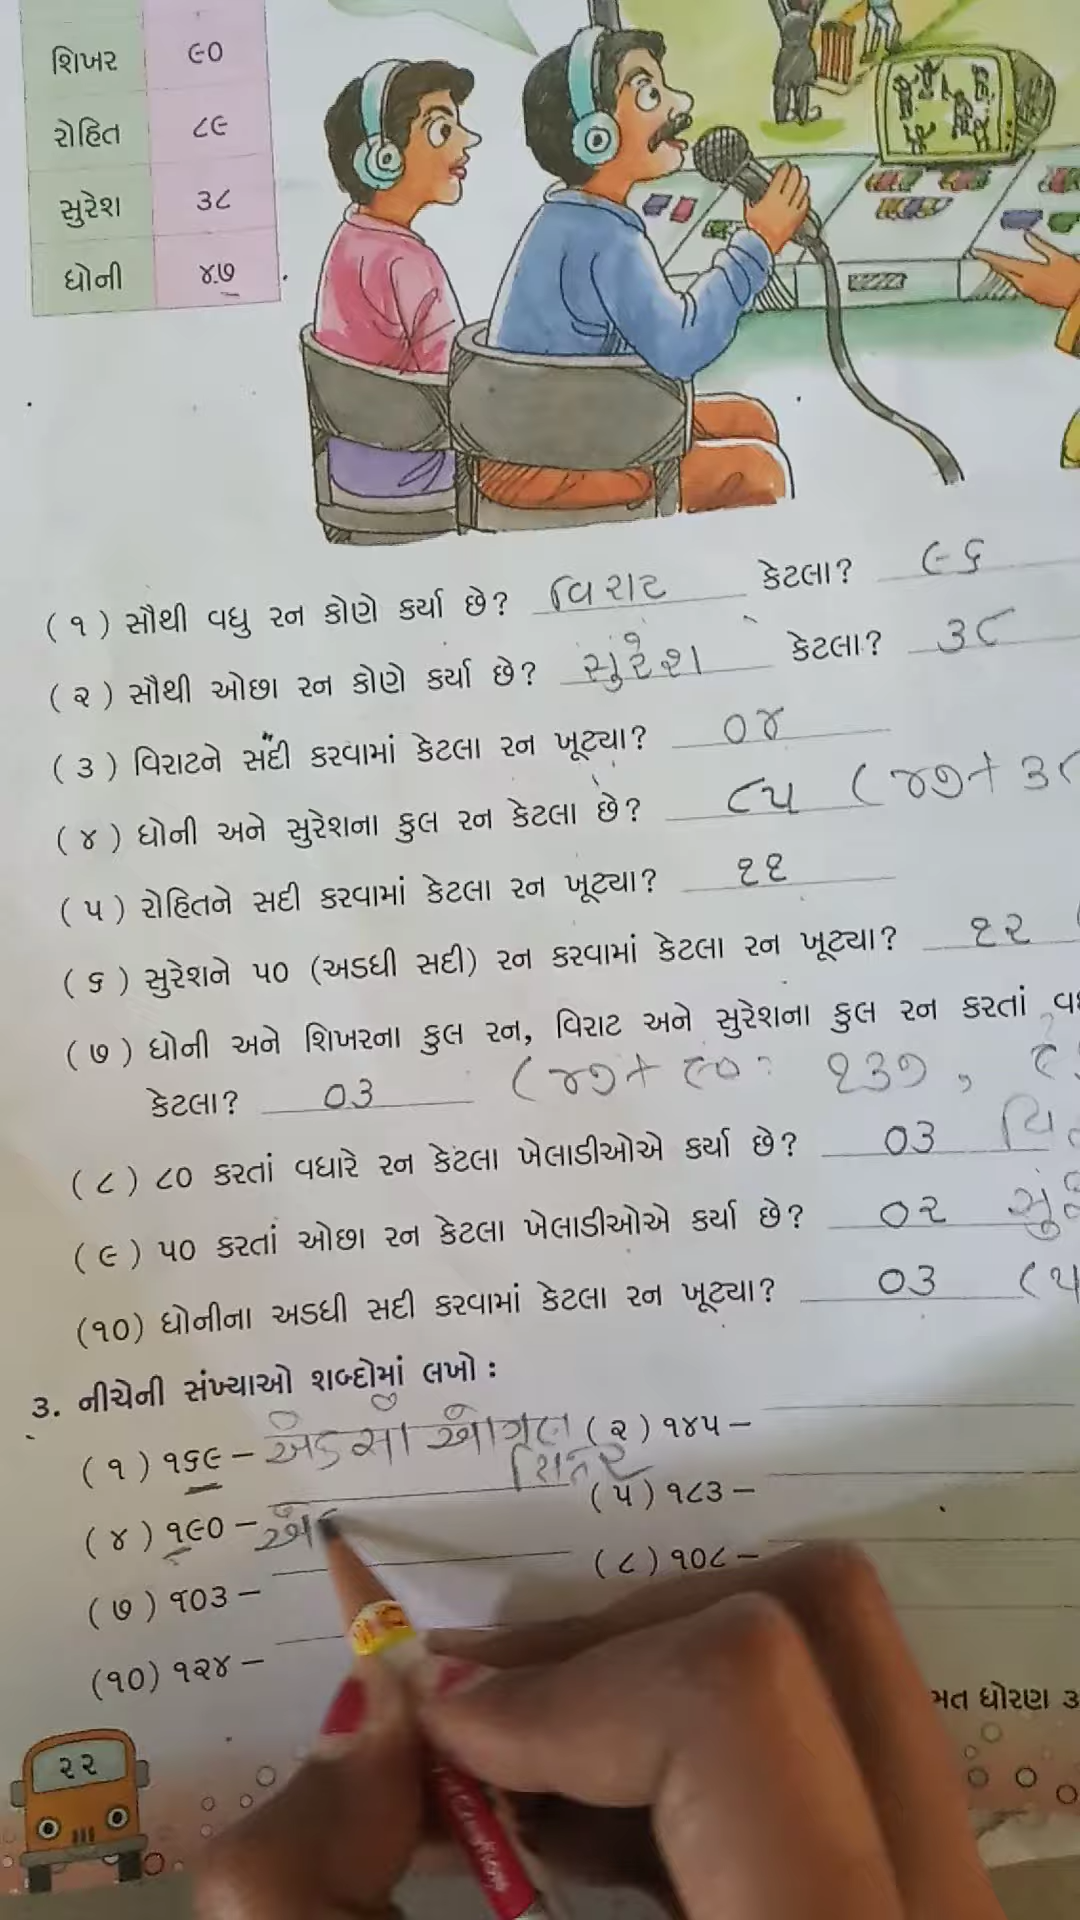 શિખર ૯૦
રોહિત ૮૯
સુરેશ ૩૮
ધોની ૪૭
(૧) સૌથી વધુ રન કોણે કર્યા છે? વિરાટ કેટલા? ૯૬
(૨) સૌથી ઓછા રન કોણે કર્યા છે? સુરેશ કેટલા? ૩૮
(૩) વિરાટને સદી કરવામાં કેટલા રન ખૂટ્યા? ૦૪
(૪) ધોની અને સુરેશના કુલ રન કેટલા છે? ૮૫ (૪૭+ ૩૮
(૫) રોહિતને સદી કરવામાં કેટલા રન ખૂટ્યા? ૧૧
(૬) સુરેશને ૫૦ (અડધી સદી) રન કરવામાં કેટલા રન ખૂટ્યા? ૧૨
(૭) ધોની અને શિખરના કુલ રન, વિરાટ અને સુરેશના કુલ રન કરતાં
કેટલા? ૦૩ (૪૭+ ૯૦= ૧૩૭,
(૮) ૮૦ કરતાં વધારે રન કેટલા ખેલાડીઓએ કર્યા છે? ૦૩
(૯) ૫૦ કરતાં ઓછા રન કેટલા ખેલાડીઓએ કર્યા છે? ૦૨
(૧૦) ધોનીના અડધી સદી કરવામાં કેટલા રન ખૂટ્યા? ૦૩
૩. નીચેની સંખ્યાઓ શબ્દોમાં લખો :
(૧) ૧૬૯ – (૨) ૧૪૫ –
(૪) ૧૯૦ – (૫) ૧૮૩ –
(૭) ૧૦૩ – (૮) ૧૦૮ –
(૧૦) ૧૨૪ –
ધોરણ ૩
૨૨